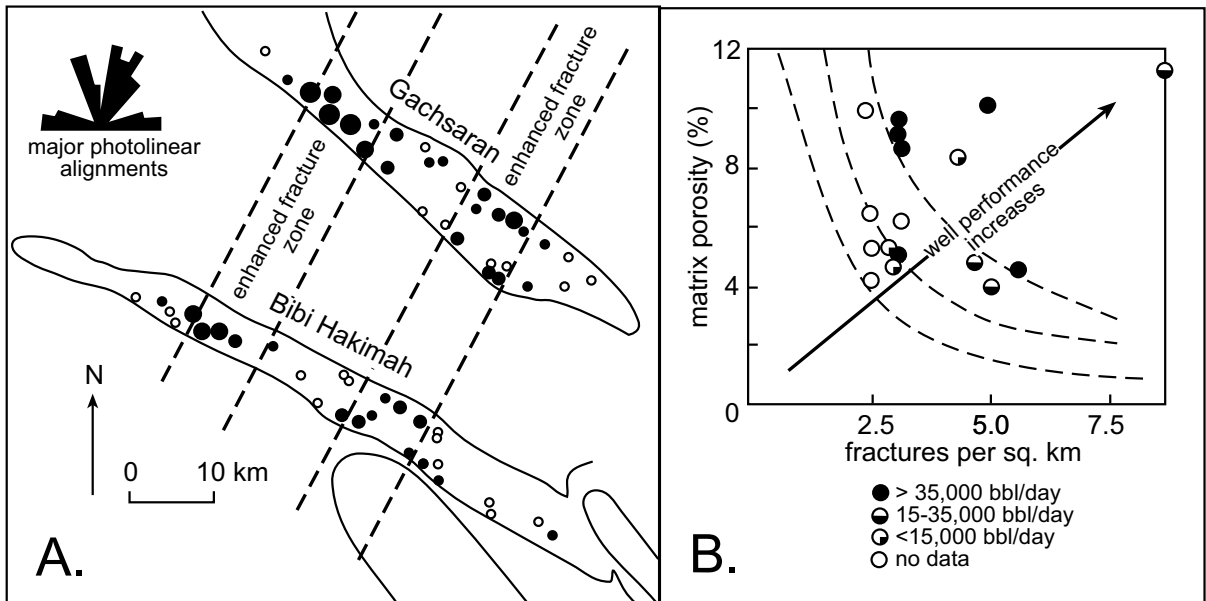 major photolinear
alignments
Gachsaran
enhanced fracture
zone
enhanced fracture
zone
Bibi Hakimah
N
0 10 km
A.
12
8
4
0
matrix porosity (%)
well performance
increases
2.5 5.0 7.5
fractures per sq. km
> 35,000 bbl/day
15-35,000 bbl/day
<15,000 bbl/day
no data
B.